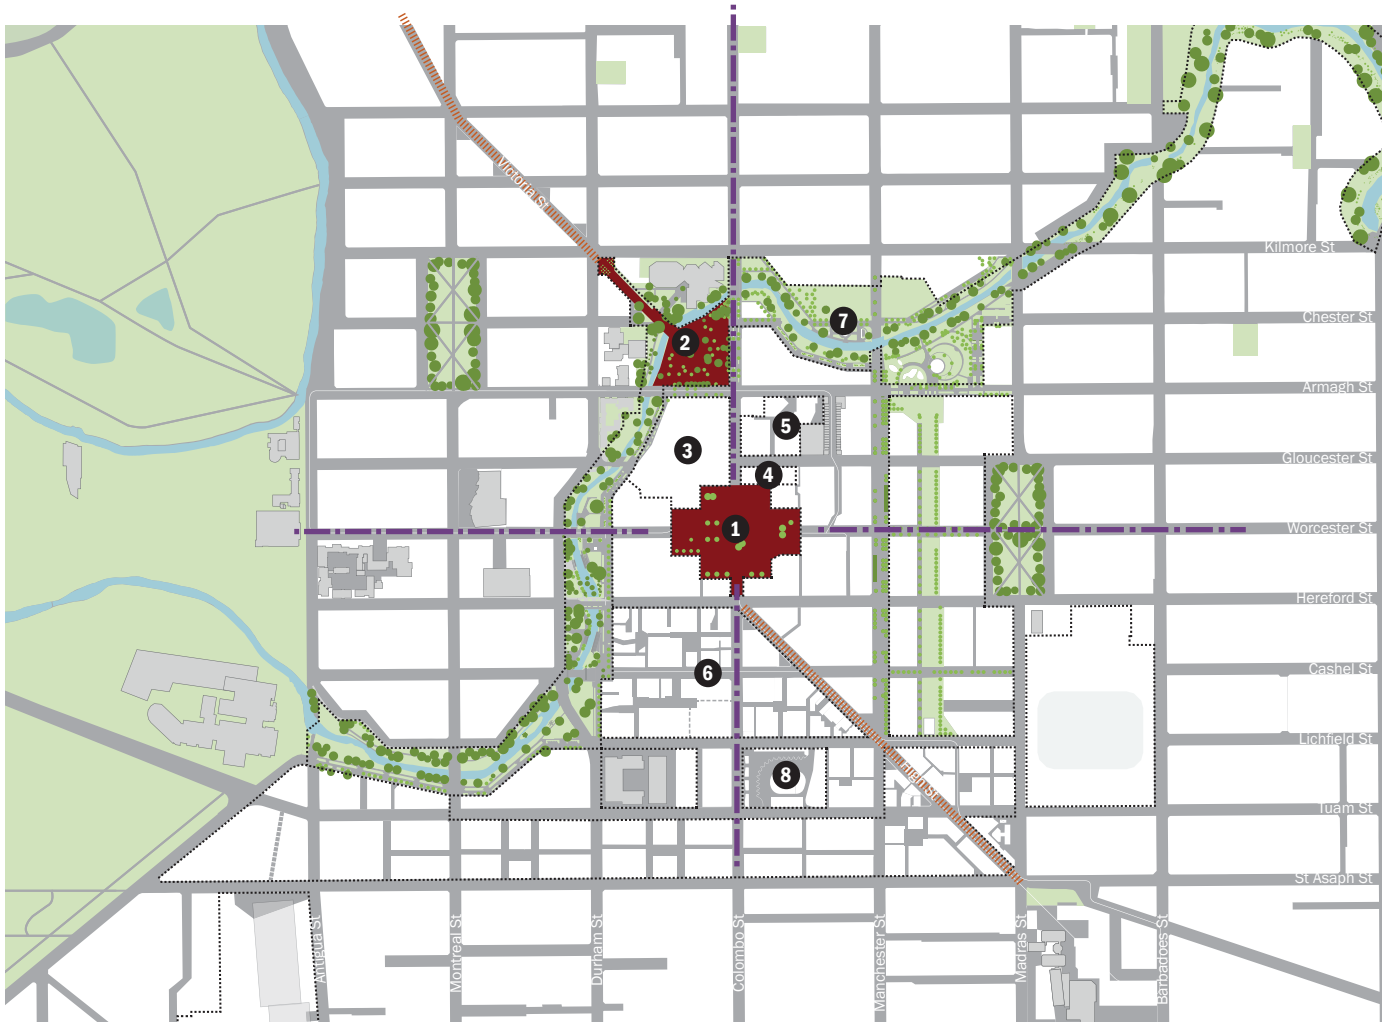 Victoria St
Kilmore St
Chester St
7
2
Armagh St
5
3
Gloucester St
4
1
Worcester St
Hereford St
6
Cashel St
Lichfield St
High St
8
Tuam St
St Asaph St
Antigua St
Montreal St
Durham St
Colombo St
Manchester St
Madras St
Barbadoes St